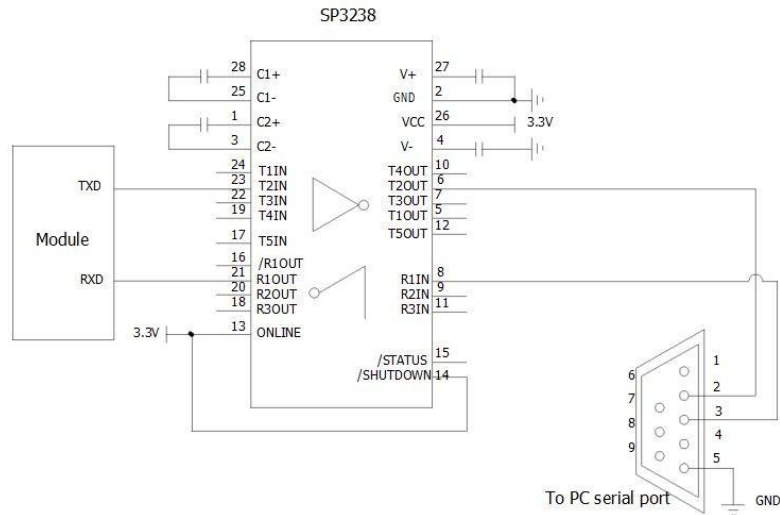 SP3238
28 C1+ V+ 27
25 C1- GND 2
1 C2+ VCC 26 3.3V
3 C2- V- 4
24 T1IN T4OUT 10
TXD 23 T2IN T2OUT 6
22 T3IN T3OUT 7
19 T4IN T1OUT 5
T5OUT 12
Module 17 T5IN
16 /R1OUT
RXD 21 R1OUT R1IN 8
20 R2OUT R2IN 9
18 R3OUT R3IN 11
3.3V 13 ONLINE
/STATUS 15
/SHUTDOWN 14
1
6
2
7
3
8
4
9
5
To PC serial port
GND